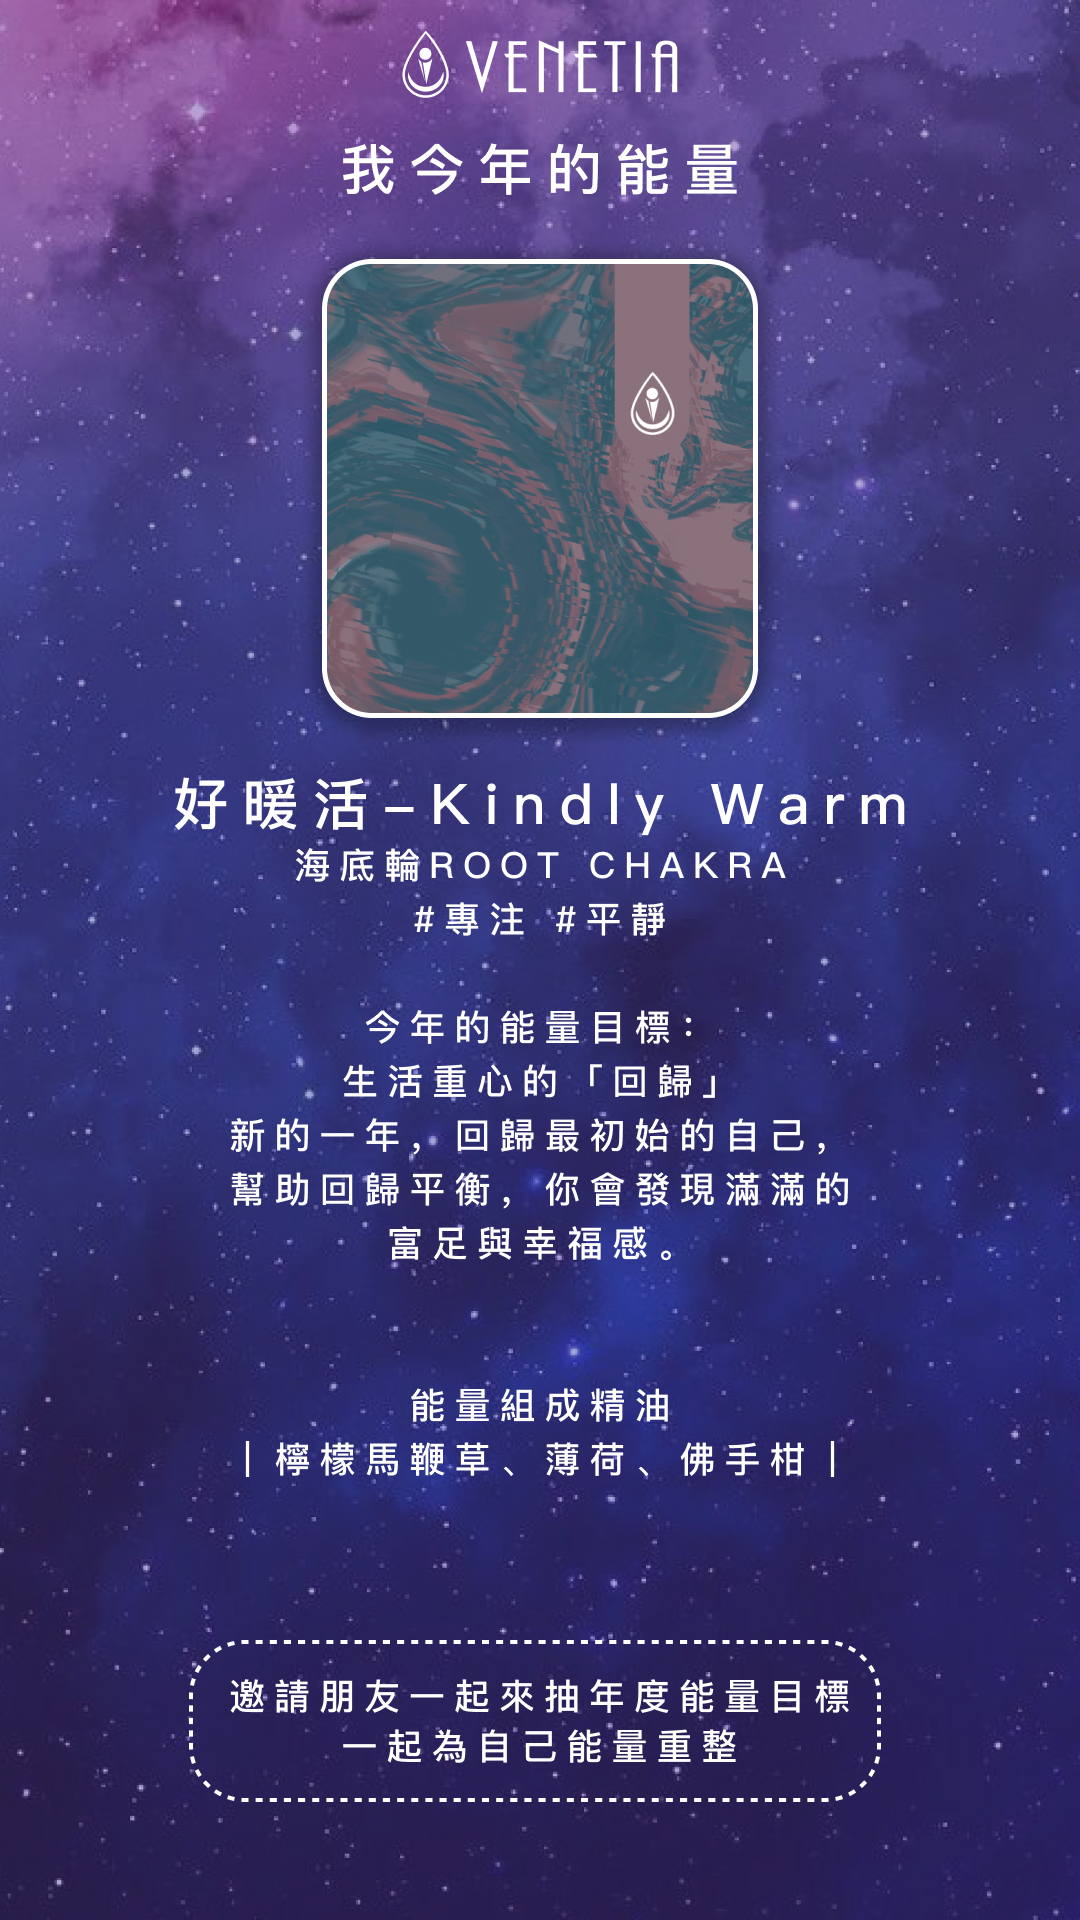 VENETIA
我今年的能量
好暖活–Kindly Warm
海底輪ROOT CHAKRA
#專注 #平靜
今年的能量目標：
生活重心的「回歸」
新的一年，回歸最初始的自己，
幫助回歸平衡，你會發現滿滿的
富足與幸福感。
能量組成精油
｜檸檬馬鞭草、薄荷、佛手柑｜
邀請朋友一起來抽年度能量目標
一起為自己能量重整